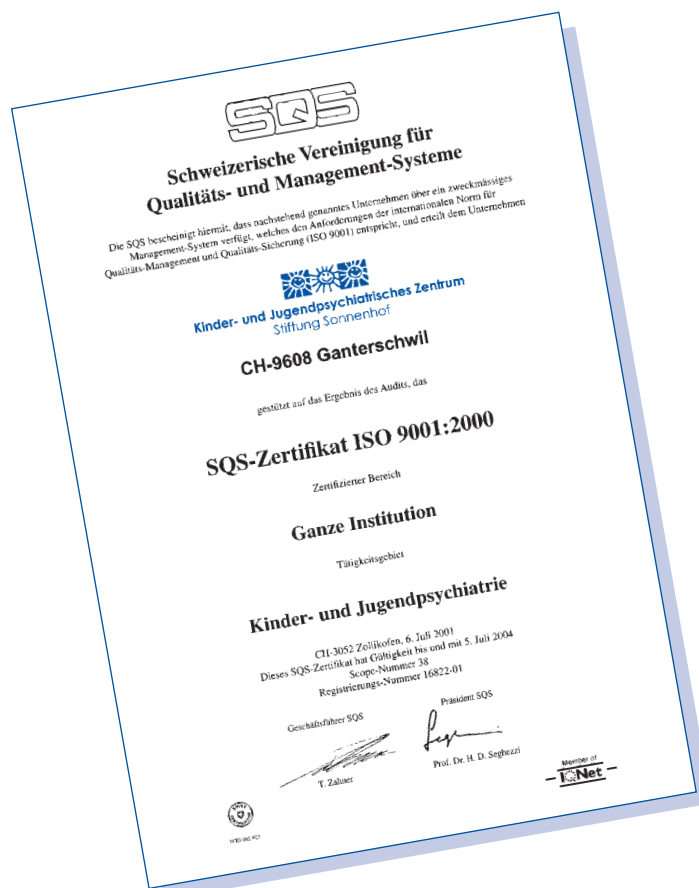 SQS
Schweizerische Vereinigung für
Qualitäts- und Management-Systeme
Die SQS bescheinigt hiermit, dass nachstehend genanntes Unternehmen über ein zweckmässiges
Management-System verfügt, welches den Anforderungen der internationalen Norm für
Qualitäts-Management und Qualitäts-Sicherung (ISO 9001) entspricht, und erteilt dem Unternehmen
Kinder- und Jugendpsychiatrisches Zentrum
Stiftung Sonnenhof
CH-9608 Ganterschwil
gestützt auf das Ergebnis des Audits, das
SQS-Zertifikat ISO 9001:2000
Zertifizierter Bereich
Ganze Institution
Tätigkeitsgebiet
Kinder- und Jugendpsychiatrie
CH-3052 Zollikofen, 6. Juli 2001
Dieses SQS-Zertifikat hat Gültigkeit bis und mit 5. Juli 2004
Scope-Nummer 38
Registrierungs-Nummer 16822-01
Geschäftsführer SQS
Präsident SQS
T. Zahner
Prof. Dr. H. D. Seghezzi
Member of
IQNet